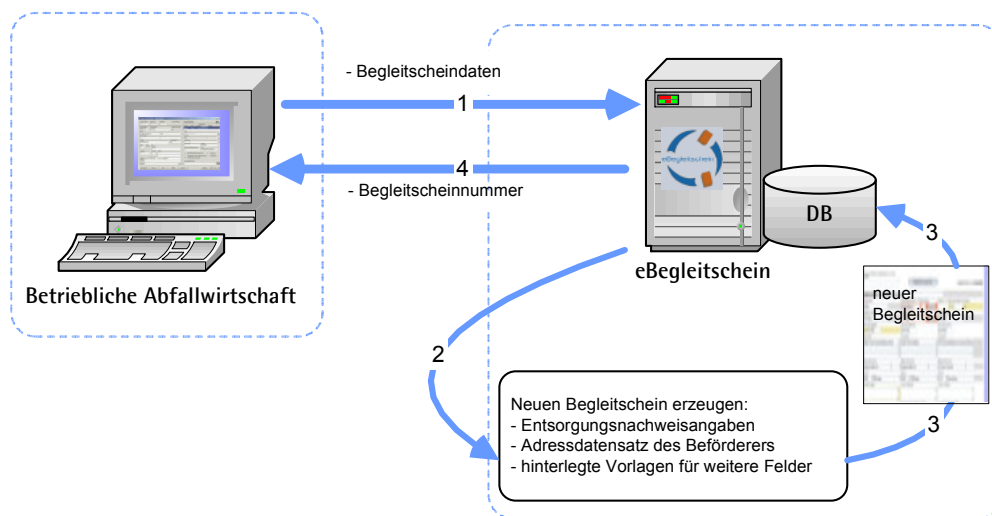 - Begleitscheindaten
1
4
- Begleitscheinnummer
eBegleitschein
DB
eBegleitschein
Betriebliche Abfallwirtschaft
3
neuer
Begleitschein
2
Neuen Begleitschein erzeugen:
- Entsorgungsnachweisangaben
- Adressdatensatz des Beförderers
- hinterlegte Vorlagen für weitere Felder
3